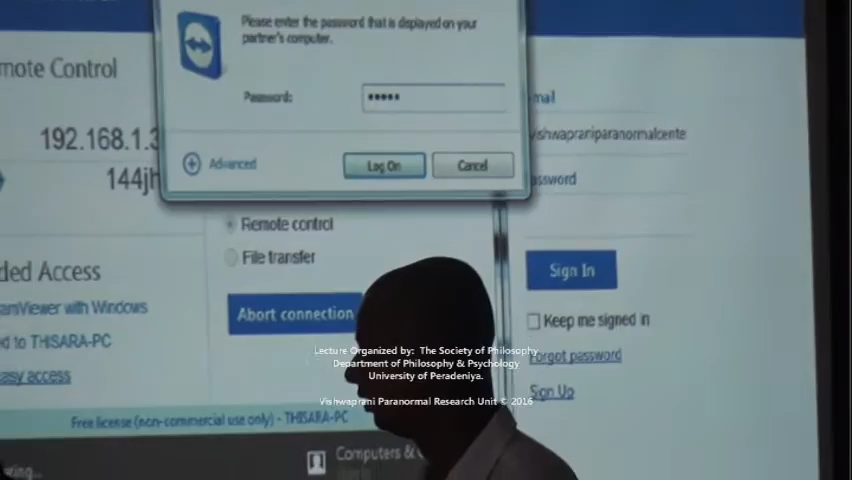 Please enter the password that is displayed on your
partner's computer.
mote Control
Password:
mail
192.168.1.3
vishwapraniparanormalcente
Advanced
Log On
Cancel
144jh
assword
Remote control
File transfer
ded Access
Sign In
amViewer with Windows
Abort connection
Keep me signed in
ed to THISARA-PC
Forgot password
easy access
Sign Up
Free license (non-commercial use only) - THISARA-PC
Computers &
Lecture Organized by: The Society of Philosophy
Department of Philosophy & Psychology
University of Peradeniya.
Vishwaprani Paranormal Research Unit © 2016